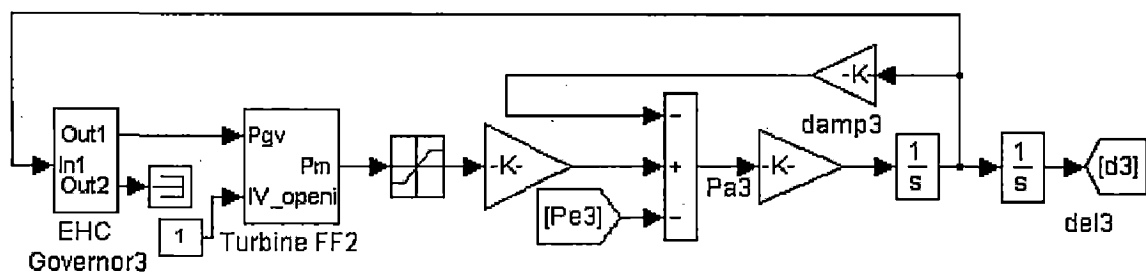 -K-
damp3
Out1
In1
Out2
EHC
Governor3
1
Pgv
Pm
IV_openi
Turbine FF2
-K-
[Pe3]
-
+
-
Pa3
-K-
1
s
1
s
[d3]
del3